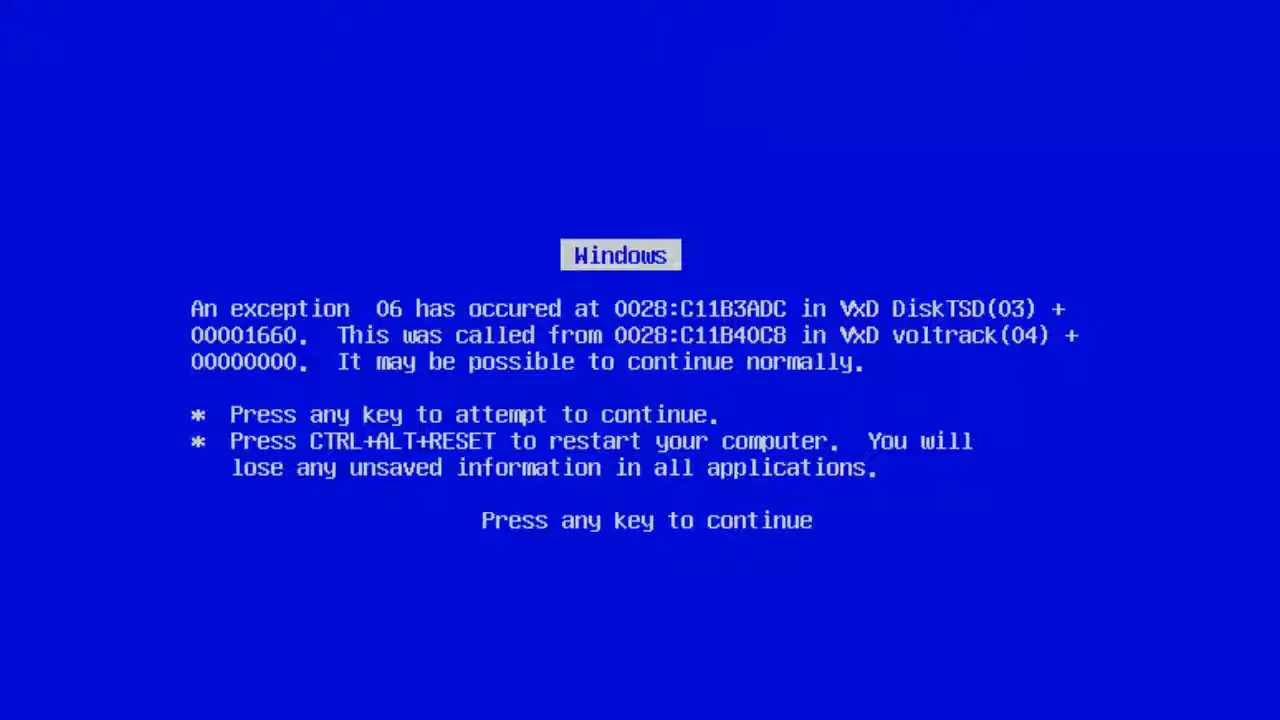 Windows
An exception  06 has occured at 0028:C11B3ADC in VxD DiskTSD(03) +
00001660.  This was called from 0028:C11B40C8 in VxD voltrack(04) +
00000000.  It may be possible to continue normally.
*  Press any key to attempt to continue.
*  Press CTRL+ALT+RESET to restart your computer.  You will
lose any unsaved information in all applications.
Press any key to continue